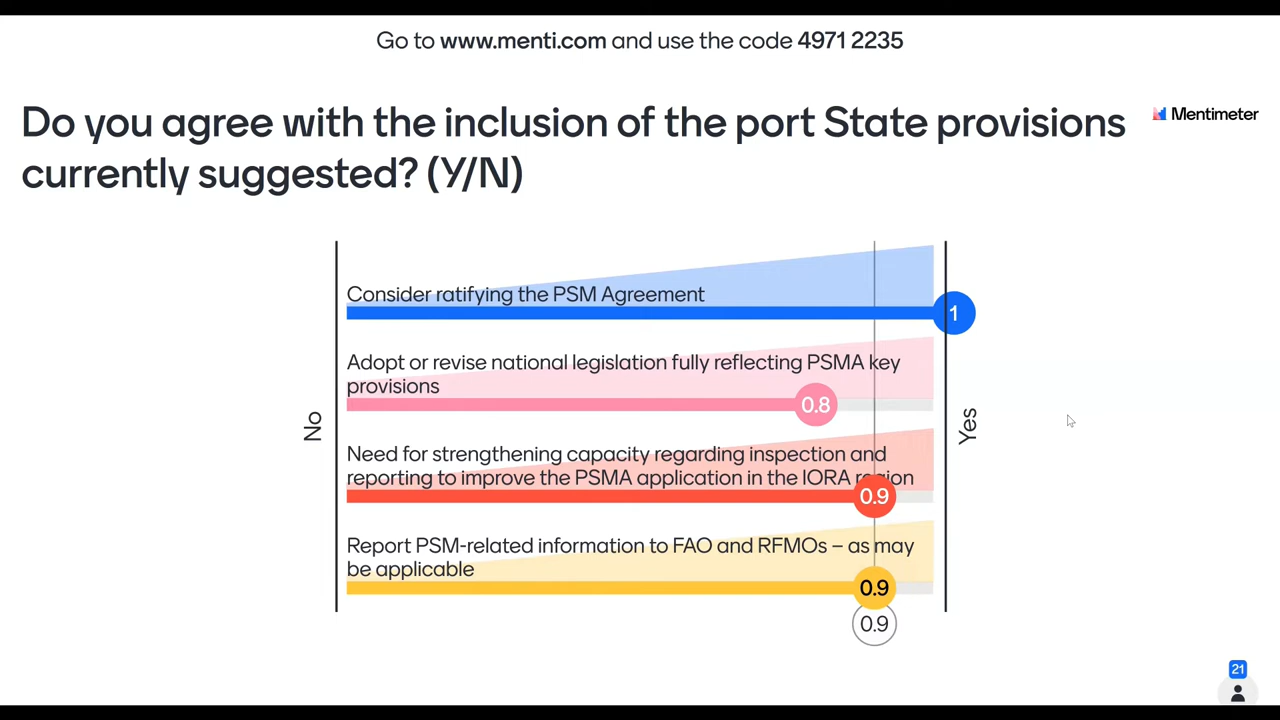 Go to www.menti.com and use the code 4971 2235
Do you agree with the inclusion of the port State provisions
currently suggested? (Y/N)
Mentimeter
Consider ratifying the PSM Agreement
1
Adopt or revise national legislation fully reflecting PSMA key
provisions
0.8
No
Yes
Need for strengthening capacity regarding inspection and
reporting to improve the PSMA application in the IORA region
0.9
Report PSM-related information to FAO and RFMOs – as may
be applicable
0.9
0.9
21